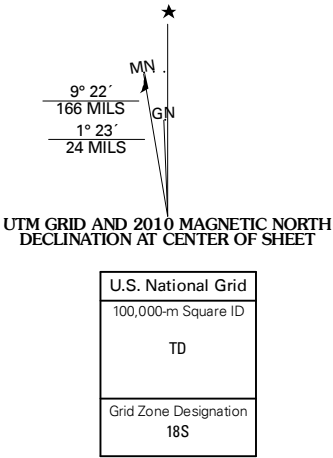 MN
GN
9° 22´
166 MILS
1° 23´
24 MILS
UTM GRID AND 2010 MAGNETIC NORTH
DECLINATION AT CENTER OF SHEET
U.S. National Grid
100,000-m Square ID
TD
Grid Zone Designation
18S